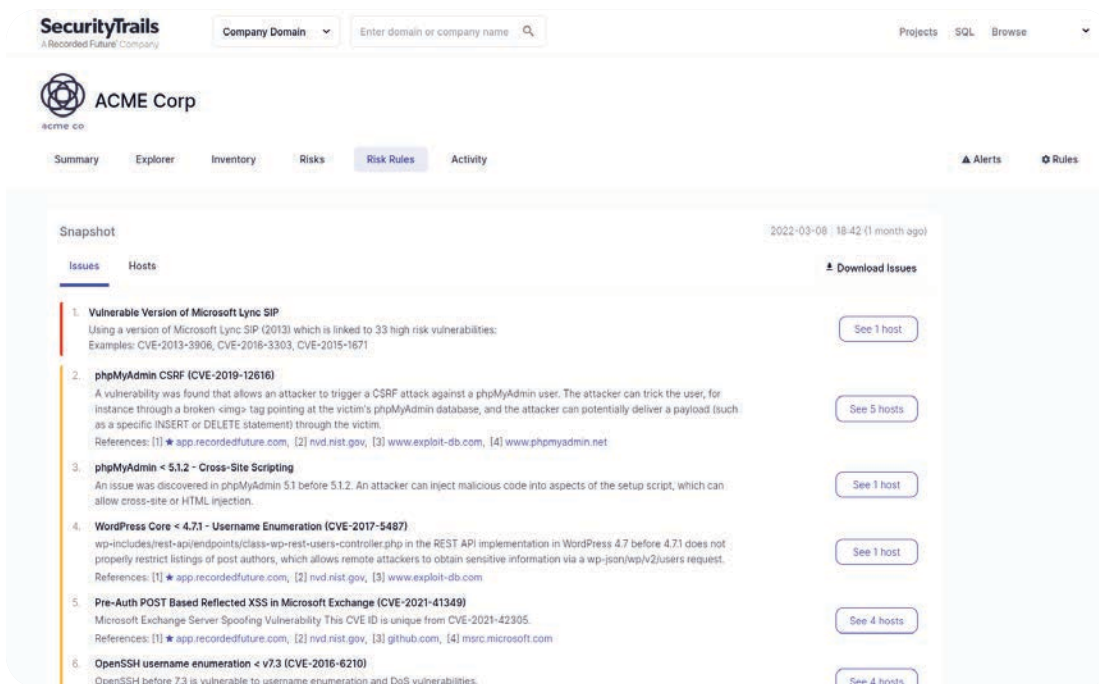 SecurityTrails
A Recorded Future Company
Company Domain
Enter domain or company name
Projects SQL Browse
ACME Corp
acme co
Summary Explorer Inventory Risks Risk Rules Activity Alerts Rules
Snapshot 2022-03-08 18:42 (1 month ago)
Issues Hosts Download Issues
1. Vulnerable Version of Microsoft Lync SIP
Using a version of Microsoft Lync SIP (2013) which is linked to 33 high risk vulnerabilities:
Examples: CVE-2013-3906, CVE-2016-3303, CVE-2015-1671
See 1 host
2. phpMyAdmin CSRF (CVE-2019-12616)
A vulnerability was found that allows an attacker to trigger a CSRF attack against a phpMyAdmin user. The attacker can trick the user, for
instance through a broken <img> tag pointing at the victim's phpMyAdmin database, and the attacker can potentially deliver a payload (such
as a specific INSERT or DELETE statement) through the victim.
References: [1] ★ app.recordedfuture.com, [2] nvd.nist.gov, [3] www.exploit-db.com, [4] www.phpmyadmin.net
See 5 hosts
3. phpMyAdmin < 5.1.2 - Cross-Site Scripting
An issue was discovered in phpMyAdmin 5.1 before 5.1.2. An attacker can inject malicious code into aspects of the setup script, which can
allow cross-site or HTML injection.
See 1 host
4. WordPress Core < 4.7.1 - Username Enumeration (CVE-2017-5487)
wp-includes/rest-api/endpoints/class-wp-rest-users-controller.php in the REST API implementation in WordPress 4.7 before 4.7.1 does not
properly restrict listings of post authors, which allows remote attackers to obtain sensitive information via a wp-json/wp/v2/users request.
References: [1] ★ app.recordedfuture.com, [2] nvd.nist.gov, [3] www.exploit-db.com
See 1 host
5. Pre-Auth POST Based Reflected XSS in Microsoft Exchange (CVE-2021-41349)
Microsoft Exchange Server Spoofing Vulnerability This CVE ID is unique from CVE-2021-42305.
References: [1] ★ app.recordedfuture.com, [2] nvd.nist.gov, [3] github.com, [4] msrc.microsoft.com
See 4 hosts
6. OpenSSH username enumeration < v7.3 (CVE-2016-6210)
OpenSSH before 7.3 is vulnerable to username enumeration and DoS vulnerabilities.
See 4 hosts